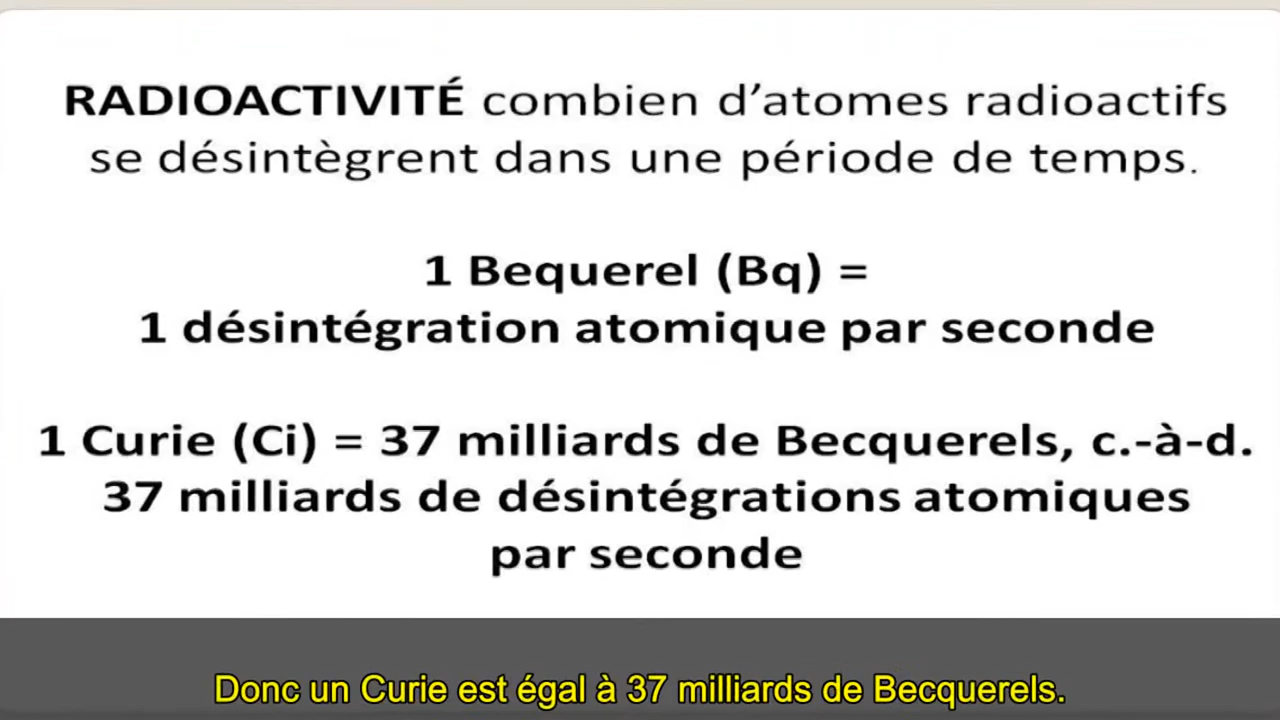 RADIOACTIVITÉ combien d’atomes radioactifs
se désintègrent dans une période de temps.
1 Bequerel (Bq) =
1 désintégration atomique par seconde
1 Curie (Ci) = 37 milliards de Becquerels, c.-à-d.
37 milliards de désintégrations atomiques
par seconde
Donc un Curie est égal à 37 milliards de Becquerels.